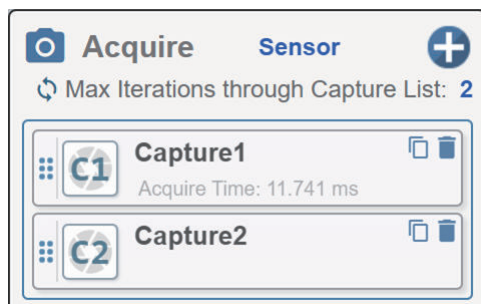 Acquire Sensor
Max Iterations through Capture List: 2
C1 Capture1
Acquire Time: 11.741 ms
C2 Capture2